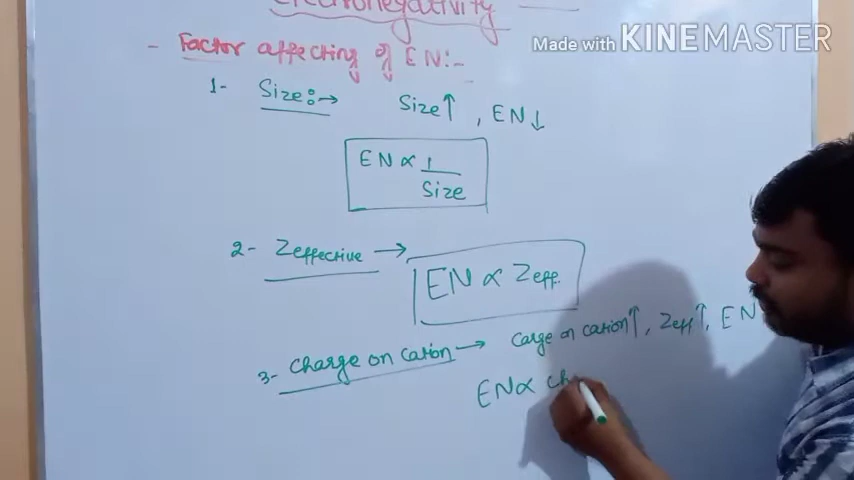 Electronegativity
Made with KINEMASTER
- Factor affecting of EN:-
1- Size:→ Size↑, EN↓
EN ∝ 1/Size
2- Zeffective → EN ∝ Zeff.
3- Charge on cation → Carge on cation↑, Zeff↑, EN
EN∝ Ch